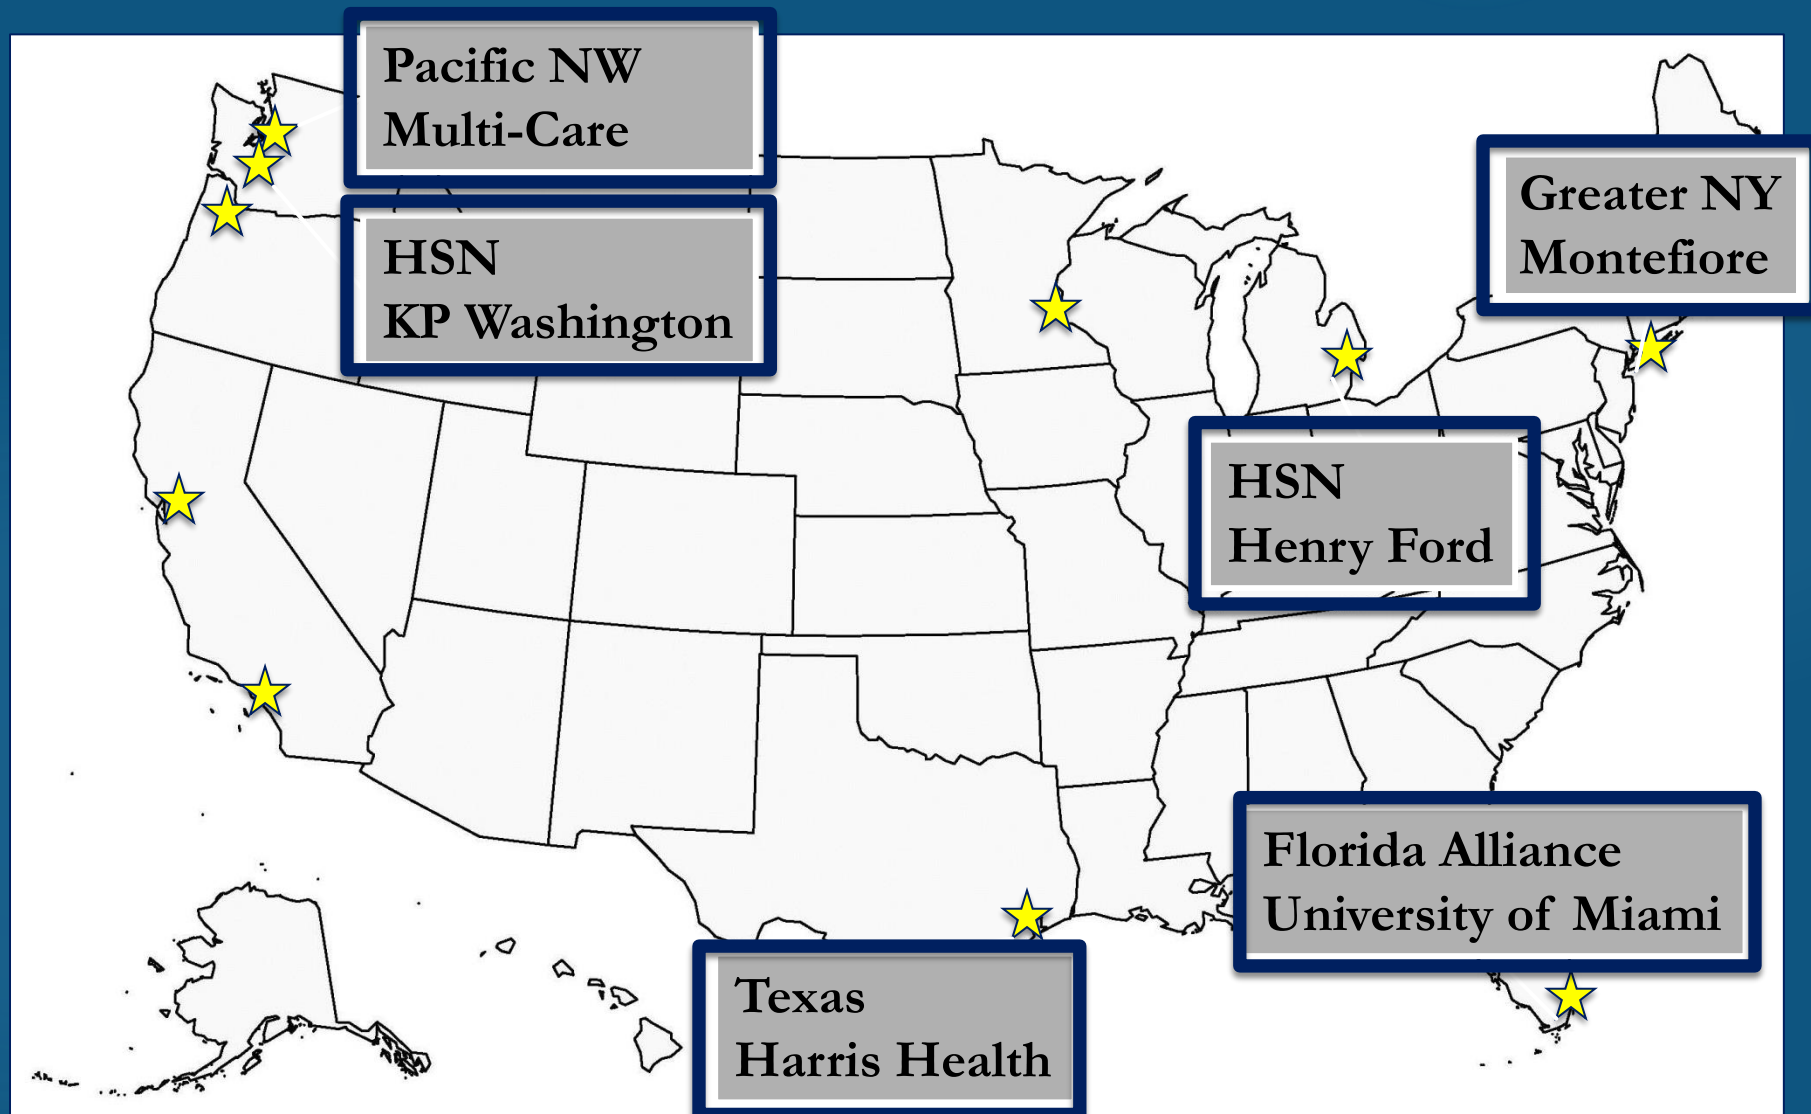 Pacific NW
Multi-Care
HSN
KP Washington
Greater NY
Montefiore
HSN
Henry Ford
Florida Alliance
University of Miami
Texas
Harris Health